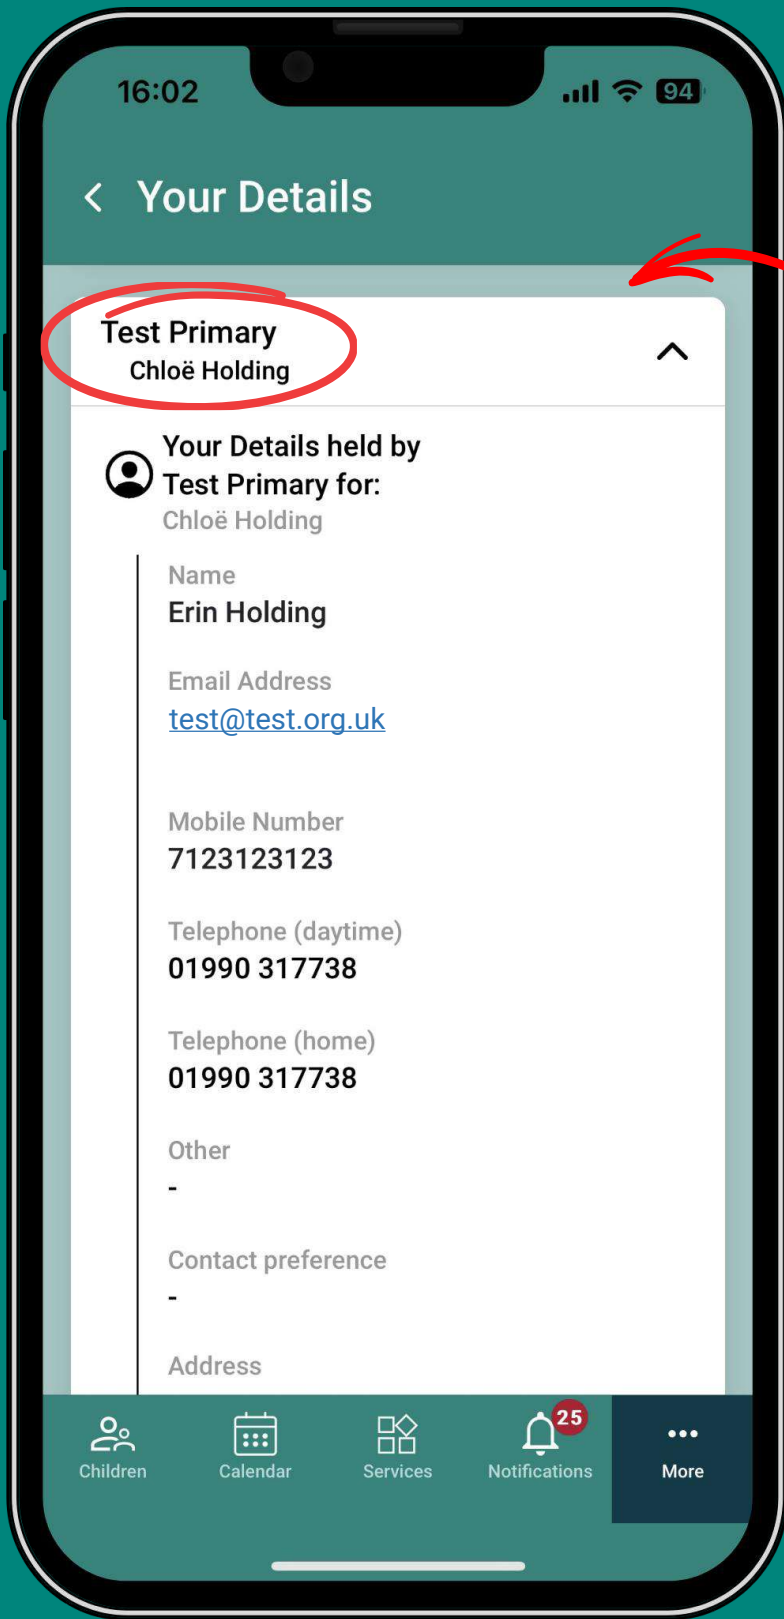 16:02
94
Your Details
Test Primary
Chloë Holding
Your Details held by
Test Primary for:
Chloë Holding
Name
Erin Holding
Email Address
test@test.org.uk
Mobile Number
7123123123
Telephone (daytime)
01990 317738
Telephone (home)
01990 317738
Other
-
Contact preference
-
Address
25
Children
Calendar
Services
Notifications
More